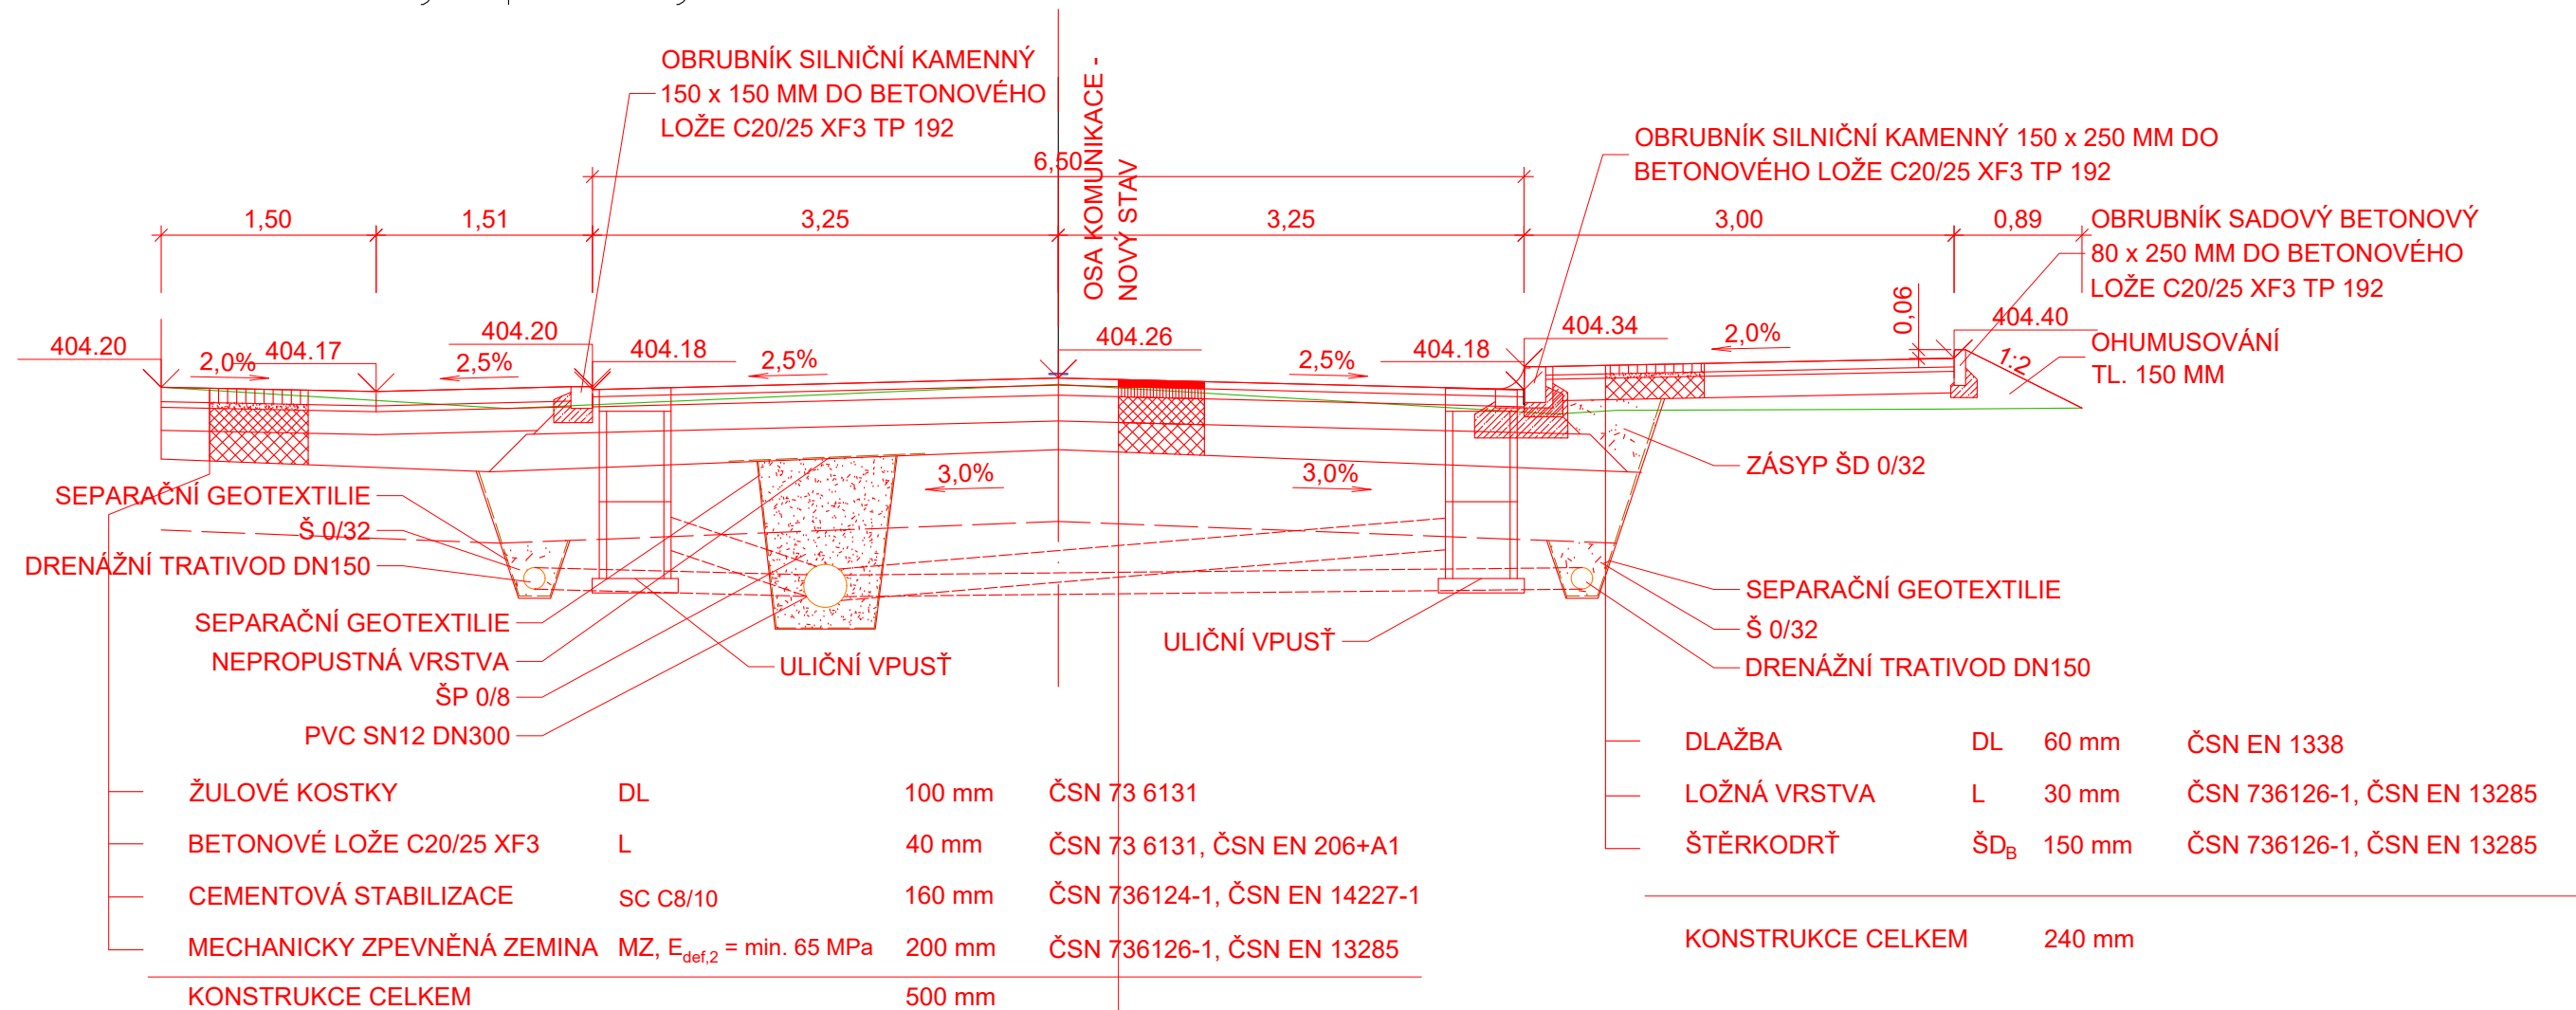 OBRUBNÍK SILNIČNÍ KAMENNÝ
150 x 150 MM DO BETONOVÉHO
LOŽE C20/25 XF3 TP 192
OSA KOMUNIKACE -
NOVÝ STAV
OBRUBNÍK SILNIČNÍ KAMENNÝ 150 x 250 MM DO
BETONOVÉHO LOŽE C20/25 XF3 TP 192
6,50
1,50
1,51
3,25
3,25
3,00
0,89
OBRUBNÍK SADOVÝ BETONOVÝ
80 x 250 MM DO BETONOVÉHO
LOŽE C20/25 XF3 TP 192
404.20
2,0%
404.17
404.20
2,5%
404.18
2,5%
404.26
2,5%
404.18
404.34
2,0%
0,06
404.40
1:2
OHUMUSOVÁNÍ
TL. 150 MM
3,0%
3,0%
ZÁSYP ŠD 0/32
SEPARAČNÍ GEOTEXTILIE
Š 0/32
DRENÁŽNÍ TRATIVOD DN150
SEPARAČNÍ GEOTEXTILIE
NEPROPUSTNÁ VRSTVA
ŠP 0/8
PVC SN12 DN300
ULIČNÍ VPUSŤ
ULIČNÍ VPUSŤ
SEPARAČNÍ GEOTEXTILIE
Š 0/32
DRENÁŽNÍ TRATIVOD DN150
ŽULOVÉ KOSTKY DL 100 mm ČSN 73 6131
BETONOVÉ LOŽE C20/25 XF3 L 40 mm ČSN 73 6131, ČSN EN 206+A1
CEMENTOVÁ STABILIZACE SC C8/10 160 mm ČSN 736124-1, ČSN EN 14227-1
MECHANICKY ZPEVNĚNÁ ZEMINA MZ, Edef,2 = min. 65 MPa 200 mm ČSN 736126-1, ČSN EN 13285
KONSTRUKCE CELKEM 500 mm
DLAŽBA DL 60 mm ČSN EN 1338
LOŽNÁ VRSTVA L 30 mm ČSN 736126-1, ČSN EN 13285
ŠTĚRKODRŤ ŠDB 150 mm ČSN 736126-1, ČSN EN 13285
KONSTRUKCE CELKEM 240 mm